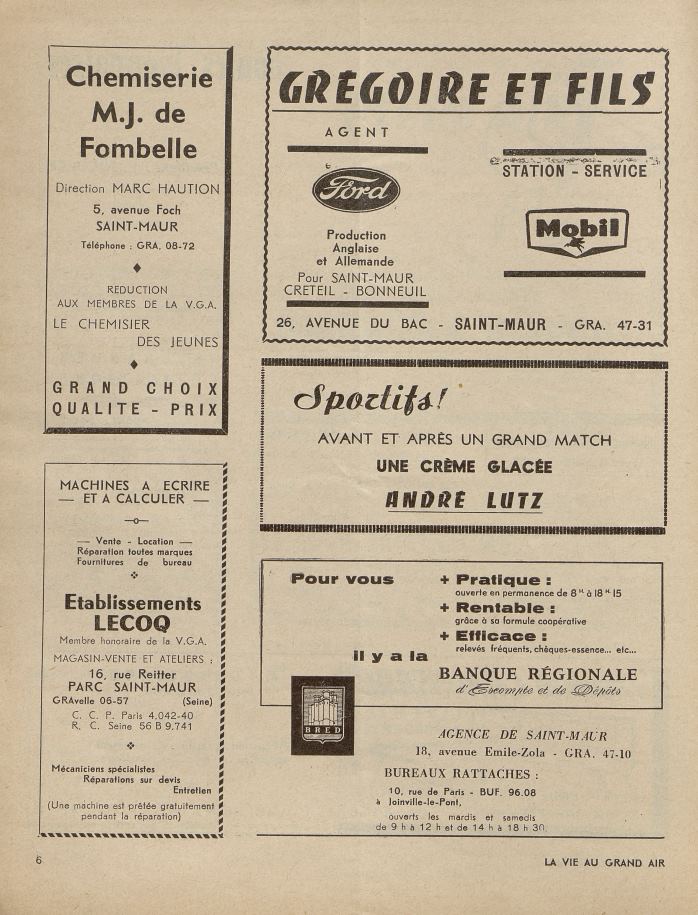 Chemiserie
M.J. de
Fombelle
Direction MARC HAUTION
5, avenue Foch
SAINT-MAUR
Téléphone : GRA. 08-72
REDUCTION
AUX MEMBRES DE LA V.G.A.
LE CHEMISIER
DES JEUNES
GRAND CHOIX
QUALITE - PRIX
GRÉGOIRE ET FILS
AGENT
Ford
Production
Anglaise
et Allemande
Pour SAINT-MAUR
CRETEIL - BONNEUIL
STATION - SERVICE
Mobil
26, AVENUE DU BAC - SAINT-MAUR - GRA. 47-31
Sportifs!
AVANT ET APRÈS UN GRAND MATCH
UNE CRÈME GLACÉE
ANDRÉ LUTZ
MACHINES A ECRIRE
— ET A CALCULER —
— Vente - Location —
Réparation toutes marques
Fournitures de bureau
Etablissements
LECOQ
Membre honoraire de la V.G.A.
MAGASIN-VENTE ET ATELIERS :
16, rue Reitter
PARC SAINT-MAUR
GRAvelle 06-57 (Seine)
C. C. P. Paris 4.042-40
R. C. Seine 56 B 9.741
Mécaniciens spécialistes
Réparations sur devis
Entretien
(Une machine est prêtée gratuitement
pendant la réparation)
Pour vous
+ Pratique :
ouverte en permanence de 8 H. à 18 H. 15
+ Rentable :
grâce à sa formule coopérative
+ Efficace :
relevés fréquents, chèques-essence... etc...
il y a la
BANQUE RÉGIONALE
d'Escompte et de Dépôts
BRED
AGENCE DE SAINT-MAUR
18, avenue Emile-Zola - GRA. 47-10
BUREAUX RATTACHES :
10, rue de Paris - BUF. 96.08
à Joinville-le-Pont,
ouverts les mardis et samedis
de 9 h à 12 h et de 14 h à 18 h 30.
6
LA VIE AU GRAND AIR